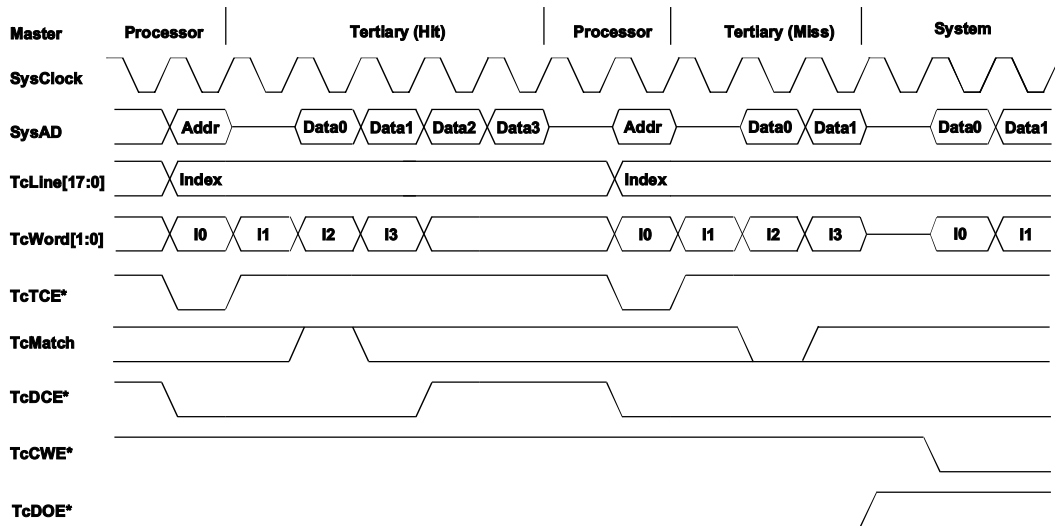 Master Processor Tertiary (Hit) Processor Tertiary (Miss) System
SysClock
SysAD Addr Data0 Data1 Data2 Data3 Addr Data0 Data1 Data0 Data1
TcLine[17:0] Index Index
TcWord[1:0] I0 I1 I2 I3 I0 I1 I2 I3 I0 I1
TcTCE*
TcMatch
TcDCE*
TcCWE*
TcDOE*